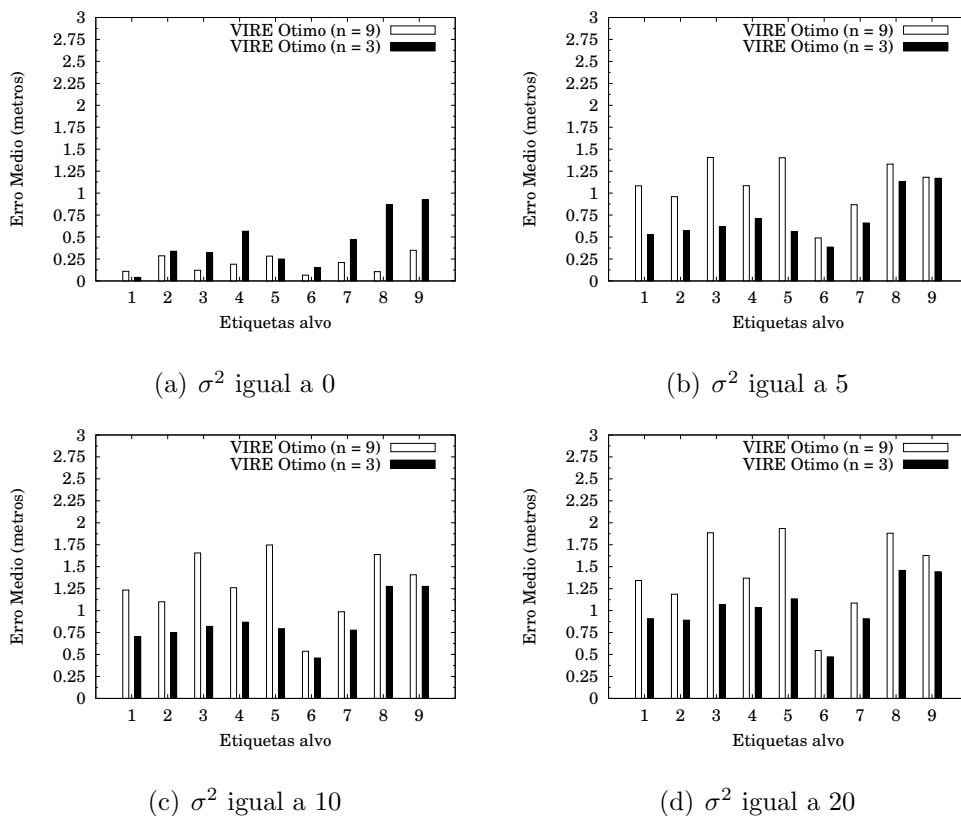 3
2.75
2.5
2.25
2
1.75
1.5
1.25
1
0.75
0.5
0.25
0
Erro Medio (metros)
VIRE Otimo (n = 9)
VIRE Otimo (n = 3)
1 2 3 4 5 6 7 8 9
Etiquetas alvo
(a) σ² igual a 0
3
2.75
2.5
2.25
2
1.75
1.5
1.25
1
0.75
0.5
0.25
0
Erro Medio (metros)
VIRE Otimo (n = 9)
VIRE Otimo (n = 3)
1 2 3 4 5 6 7 8 9
Etiquetas alvo
(b) σ² igual a 5
3
2.75
2.5
2.25
2
1.75
1.5
1.25
1
0.75
0.5
0.25
0
Erro Medio (metros)
VIRE Otimo (n = 9)
VIRE Otimo (n = 3)
1 2 3 4 5 6 7 8 9
Etiquetas alvo
(c) σ² igual a 10
3
2.75
2.5
2.25
2
1.75
1.5
1.25
1
0.75
0.5
0.25
0
Erro Medio (metros)
VIRE Otimo (n = 9)
VIRE Otimo (n = 3)
1 2 3 4 5 6 7 8 9
Etiquetas alvo
(d) σ² igual a 20